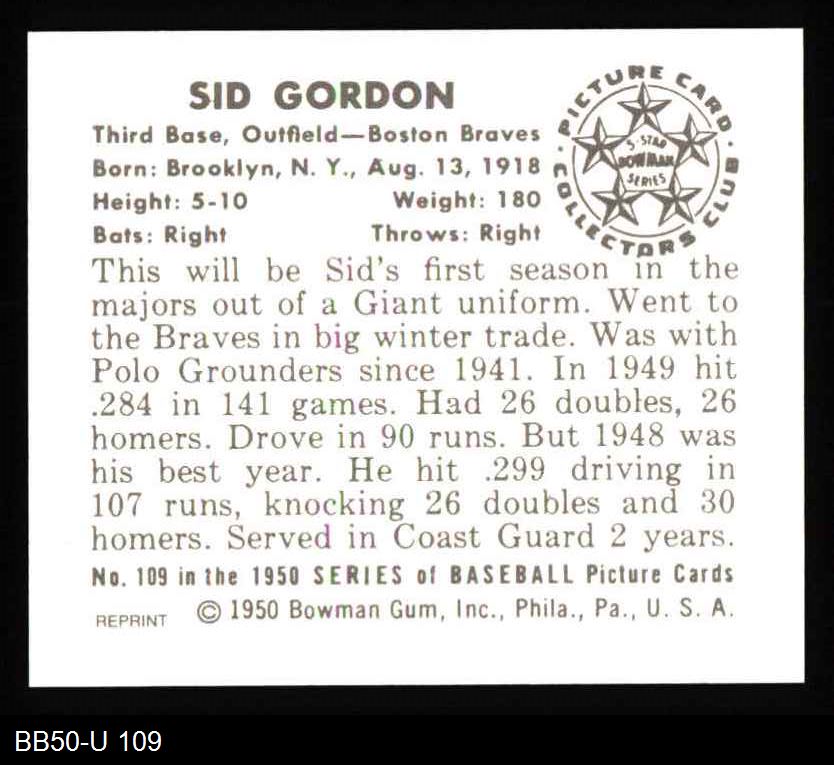 SID GORDON
Third Base, Outfield—Boston Braves
Born: Brooklyn, N. Y., Aug. 13, 1918
Height: 5-10 Weight: 180
Bats: Right Throws: Right
PICTURE CARD
COLLECTORS CLUB
5-STAR
BOWMAN
SERIES
This will be Sid's first season in the
majors out of a Giant uniform. Went to
the Braves in big winter trade. Was with
Polo Grounders since 1941. In 1949 hit
.284 in 141 games. Had 26 doubles, 26
homers. Drove in 90 runs. But 1948 was
his best year. He hit .299 driving in
107 runs, knocking 26 doubles and 30
homers. Served in Coast Guard 2 years.
No. 109 in the 1950 SERIES of BASEBALL Picture Cards
REPRINT © 1950 Bowman Gum, Inc., Phila., Pa., U. S. A.
BB50-U 109